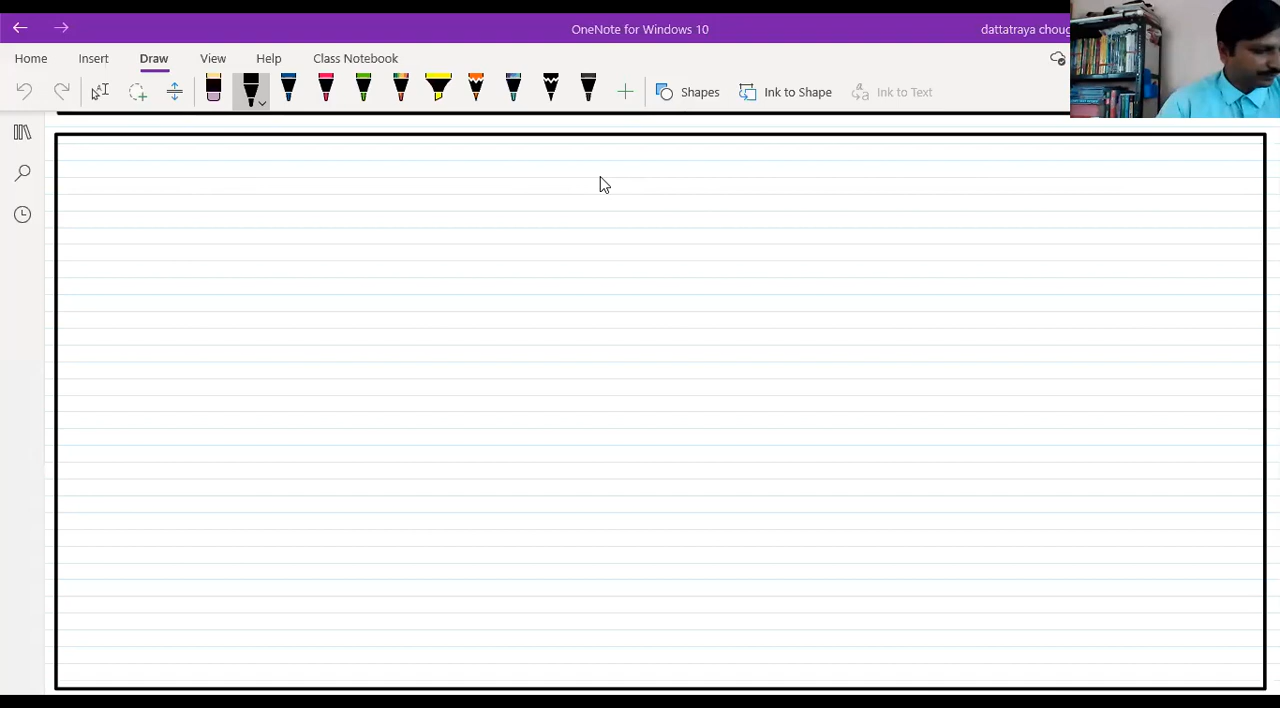 OneNote for Windows 10
dattatraya choug
Home Insert Draw View Help Class Notebook
Shapes Ink to Shape Ink to Text